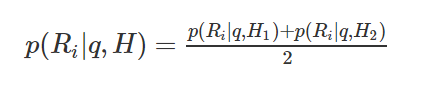 p(R_i|q, H) = \frac{p(R_i|q,H_1)+p(R_i|q,H_2)}{2}